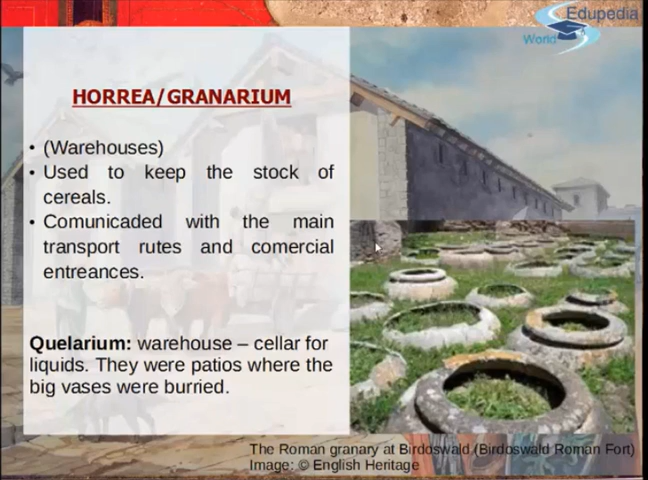 Edupedia
World
HORREA/GRANARIUM
• (Warehouses)
• Used to keep the stock of
cereals.
• Comunicaded with the main
transport rutes and comercial
entreances.
Quelarium: warehouse – cellar for
liquids. They were patios where the
big vases were burried.
The Roman granary at Birdoswald (Birdoswald Roman Fort)
Image: © English Heritage